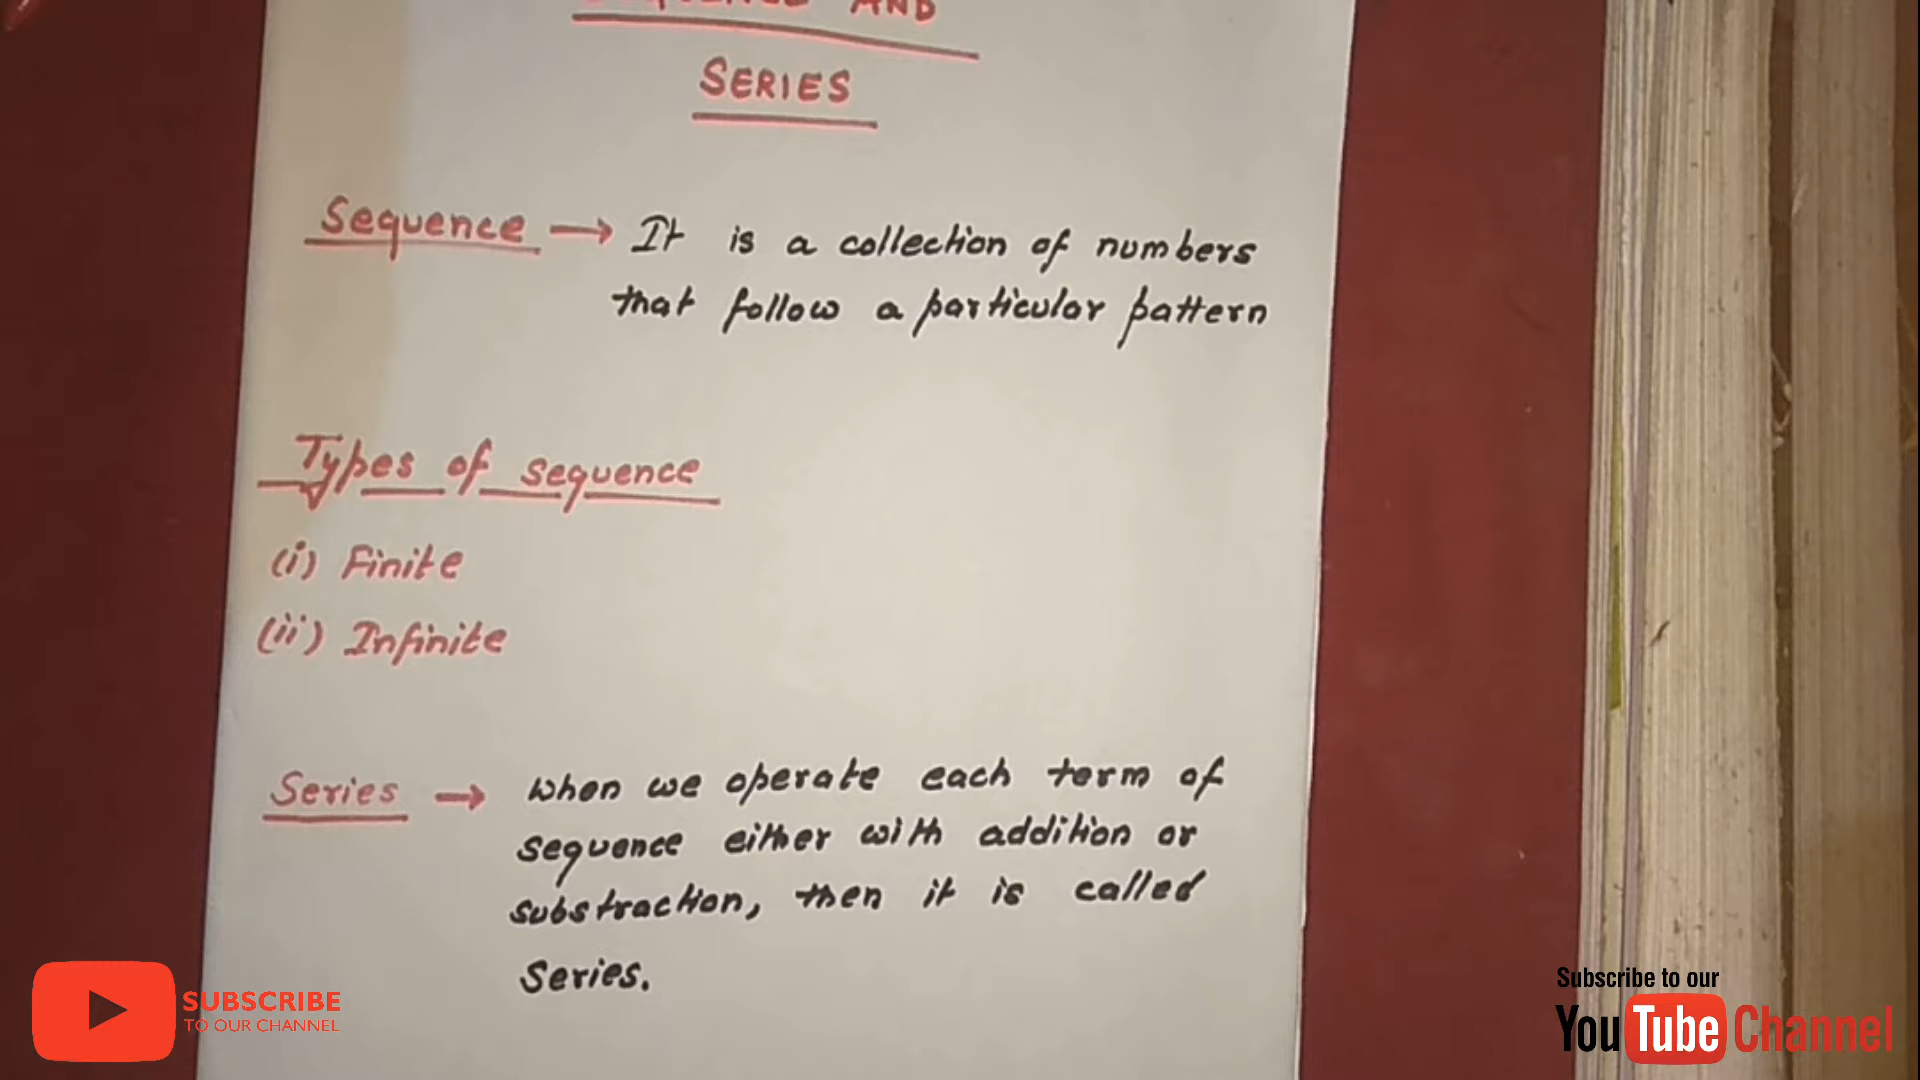 SEQUENCE AND
SERIES
Sequence → It is a collection of numbers
that follow a particular pattern
Types of sequence
(i) Finite
(ii) Infinite
Series → when we operate each term of
sequence either with addition or
substraction, then it is called
Series.
SUBSCRIBE
TO OUR CHANNEL
Subscribe to our
YouTube Channel